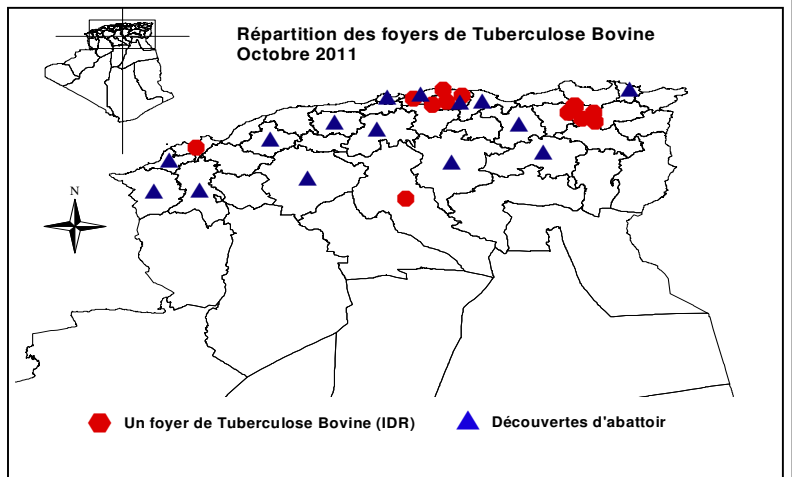 Répartition des foyers de Tuberculose Bovine
Octobre 2011
N
Un foyer de Tuberculose Bovine (IDR)
Découvertes d'abattoir